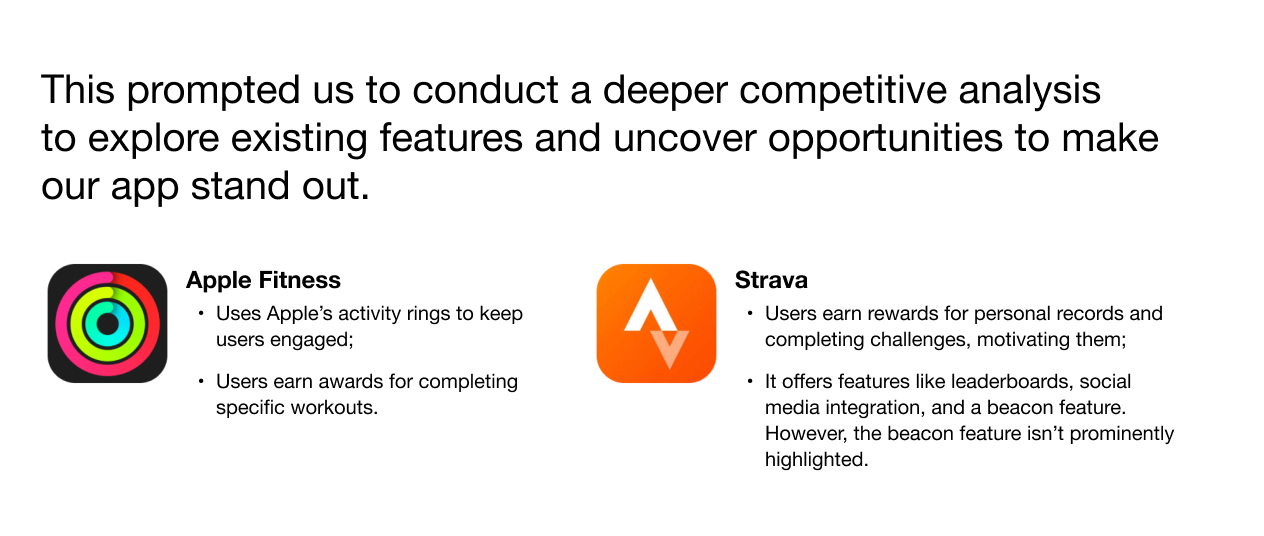 This prompted us to conduct a deeper competitive analysis
to explore existing features and uncover opportunities to make
our app stand out.
Apple Fitness
• Uses Apple’s activity rings to keep
users engaged;
• Users earn awards for completing
specific workouts.
Strava
• Users earn rewards for personal records and
completing challenges, motivating them;
• It offers features like leaderboards, social
media integration, and a beacon feature.
However, the beacon feature isn’t prominently
highlighted.